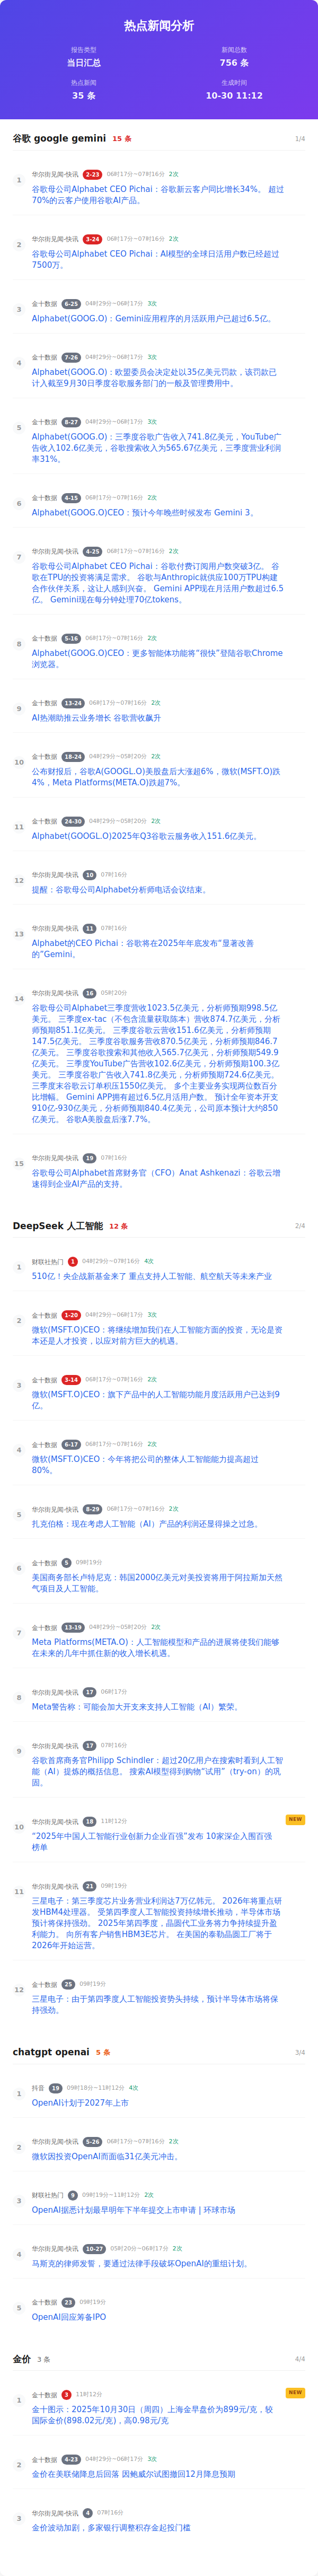 热点新闻分析
报告类型
新闻总数
当日汇总
756 条
热点新闻
生成时间
35 条
10-30 11:12
谷歌 google gemini 15 条 1/4
1
华尔街见闻-快讯 2-23 06时17分~07时16分 2次
谷歌母公司Alphabet CEO Pichai：谷歌新云客户同比增长34%。 超过
70%的云客户使用谷歌AI产品。
2
华尔街见闻-快讯 3-24 06时17分~07时16分 2次
谷歌母公司Alphabet CEO Pichai：AI模型的全球日活用户数已经超过
7500万。
3
金十数据 6-25 04时29分~06时17分 3次
Alphabet(GOOG.O)：Gemini应用程序的月活跃用户已超过6.5亿。
4
金十数据 7-26 04时29分~06时17分 3次
Alphabet(GOOG.O)：欧盟委员会决定处以35亿美元罚款，该罚款已
计入截至9月30日季度谷歌服务部门的一般及管理费用中。
5
金十数据 8-27 04时29分~06时17分 3次
Alphabet(GOOG.O)：三季度谷歌广告收入741.8亿美元，YouTube广
告收入102.6亿美元，谷歌搜索收入为565.67亿美元，三季度营业利润
率31%。
6
金十数据 4-15 06时17分~07时16分 2次
Alphabet(GOOG.O)CEO：预计今年晚些时候发布 Gemini 3。
7
华尔街见闻-快讯 4-25 06时17分~07时16分 2次
谷歌母公司Alphabet CEO Pichai：谷歌付费订阅用户数突破3亿。 谷
歌在TPU的投资将满足需求。 谷歌与Anthropic就供应100万TPU构建
合作伙伴关系，这让人感到兴奋。 Gemini APP现在月活用户数超过6.5
亿。 Gemini现在每分钟处理70亿tokens。
8
金十数据 5-16 06时17分~07时16分 2次
Alphabet(GOOG.O)CEO：更多智能体功能将“很快”登陆谷歌Chrome
浏览器。
9
金十数据 13-24 06时17分~07时16分 2次
AI热潮助推云业务增长 谷歌营收飙升
10
金十数据 18-24 04时29分~05时20分 2次
公布财报后，谷歌A(GOOGL.O)美股盘后大涨超6%，微软(MSFT.O)跌
4%，Meta Platforms(META.O)跌超7%。
11
金十数据 24-30 04时29分~05时20分 2次
Alphabet(GOOGL.O)2025年Q3谷歌云服务收入151.6亿美元。
12
华尔街见闻-快讯 10 07时16分
提醒：谷歌母公司Alphabet分析师电话会议结束。
13
华尔街见闻-快讯 11 07时16分
Alphabet的CEO Pichai：谷歌将在2025年年底发布“显著改善
的”Gemini。
14
华尔街见闻-快讯 16 05时20分
谷歌母公司Alphabet三季度营收1023.5亿美元，分析师预期998.5亿
美元。 三季度ex-tac（不包含流量获取陈本）营收874.7亿美元，分析
师预期851.1亿美元。 三季度谷歌云营收151.6亿美元，分析师预期
147.5亿美元。 三季度谷歌服务营收870.5亿美元，分析师预期846.7
亿美元。 三季度谷歌搜索和其他收入565.7亿美元，分析师预期549.9
亿美元。 三季度YouTube广告营收102.6亿美元，分析师预期100.3亿
美元。 三季度谷歌广告收入741.8亿美元，分析师预期724.6亿美元。
三季度末谷歌云订单积压1550亿美元。 多个主要业务实现两位数百分
比增幅。 Gemini APP拥有超过6.5亿月活用户数。 预计全年资本开支
910亿-930亿美元，分析师预期840.4亿美元，公司原本预计大约850
亿美元。 谷歌A美股盘后涨7.7%。
15
华尔街见闻-快讯 19 07时16分
谷歌母公司Alphabet首席财务官（CFO）Anat Ashkenazi：谷歌云增
速得到企业AI产品的支持。
DeepSeek 人工智能 12 条 2/4
1
财联社热门 1 04时29分~07时16分 4次
510亿！央企战新基金来了 重点支持人工智能、航空航天等未来产业
2
金十数据 1-20 04时29分~06时17分 3次
微软(MSFT.O)CEO：将继续增加我们在人工智能方面的投资，无论是资
本还是人才投资，以应对前方巨大的机遇。
3
金十数据 3-14 06时17分~07时16分 2次
微软(MSFT.O)CEO：旗下产品中的人工智能功能月度活跃用户已达到9
亿。
4
金十数据 6-17 06时17分~07时16分 2次
微软(MSFT.O)CEO：今年将把公司的整体人工智能能力提高超过
80%。
5
华尔街见闻-快讯 8-29 06时17分~07时16分 2次
扎克伯格：现在考虑人工智能（AI）产品的利润还显得操之过急。
6
金十数据 5 09时19分
美国商务部长卢特尼克：韩国2000亿美元对美投资将用于阿拉斯加天然
气项目及人工智能。
7
金十数据 13-19 04时29分~05时20分 2次
Meta Platforms(META.O)：人工智能模型和产品的进展将使我们能够
在未来的几年中抓住新的收入增长机遇。
8
华尔街见闻-快讯 17 06时17分
Meta警告称：可能会加大开支来支持人工智能（AI）繁荣。
9
华尔街见闻-快讯 17 07时16分
谷歌首席商务官Philipp Schindler：超过20亿用户在搜索时看到人工智
能（AI）提炼的概括信息。 搜索AI模型得到购物“试用”（try-on）的巩
固。
10
华尔街见闻-快讯 18 11时12分 NEW
“2025年中国人工智能行业创新力企业百强”发布 10家深企入围百强
榜单
11
华尔街见闻-快讯 21 09时19分
三星电子：第三季度芯片业务营业利润达7万亿韩元。 2026年将重点研
发HBM4处理器。 受第四季度人工智能投资持续增长推动，半导体市场
预计将保持强劲。 2025年第四季度，晶圆代工业务将力争持续提升盈
利能力。 向所有客户销售HBM3E芯片。 在美国的泰勒晶圆工厂将于
2026年开始运营。
12
金十数据 25 09时19分
三星电子：由于第四季度人工智能投资势头持续，预计半导体市场将保
持强劲。
chatgpt openai 5 条 3/4
1
抖音 19 09时18分~11时12分 4次
OpenAI计划于2027年上市
2
华尔街见闻-快讯 5-26 06时17分~07时16分 2次
微软因投资OpenAI而面临31亿美元冲击。
3
财联社热门 9 09时19分~11时12分 2次
OpenAI据悉计划最早明年下半年提交上市申请 | 环球市场
4
华尔街见闻-快讯 10-27 05时20分~06时17分 2次
马斯克的律师发誓，要通过法律手段破坏OpenAI的重组计划。
5
金十数据 23 09时19分
OpenAI回应筹备IPO
金价 3 条 4/4
1
金十数据 3 11时12分 NEW
金十图示：2025年10月30日（周四）上海金早盘价为899元/克，较
国际金价(898.02元/克)，高0.98元/克
2
金十数据 4-23 04时29分~06时17分 3次
金价在美联储降息后回落 因鲍威尔试图撤回12月降息预期
3
华尔街见闻-快讯 4 07时16分
金价波动加剧，多家银行调整积存金起投门槛